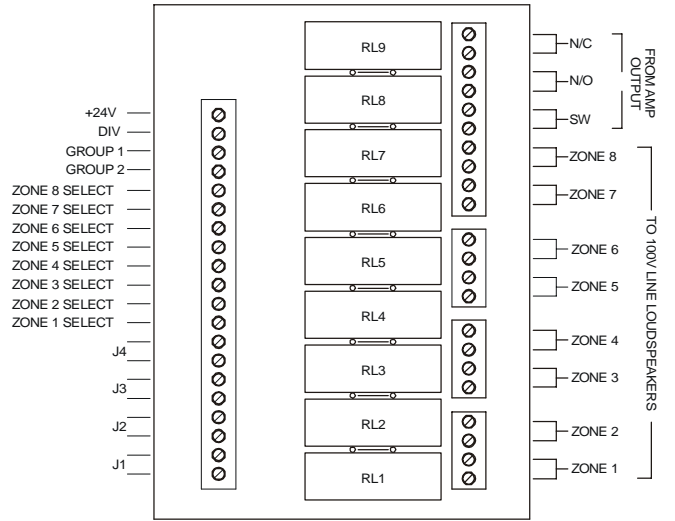 +24V
DIV
GROUP 1
GROUP 2
ZONE 8 SELECT
ZONE 7 SELECT
ZONE 6 SELECT
ZONE 5 SELECT
ZONE 4 SELECT
ZONE 3 SELECT
ZONE 2 SELECT
ZONE 1 SELECT
J4
J3
J2
J1
RL9
RL8
RL7
RL6
RL5
RL4
RL3
RL2
RL1
N/C
N/O
SW
ZONE 8
ZONE 7
ZONE 6
ZONE 5
ZONE 4
ZONE 3
ZONE 2
ZONE 1
FROM AMP
OUTPUT
TO 100V LINE LOUDSPEAKERS